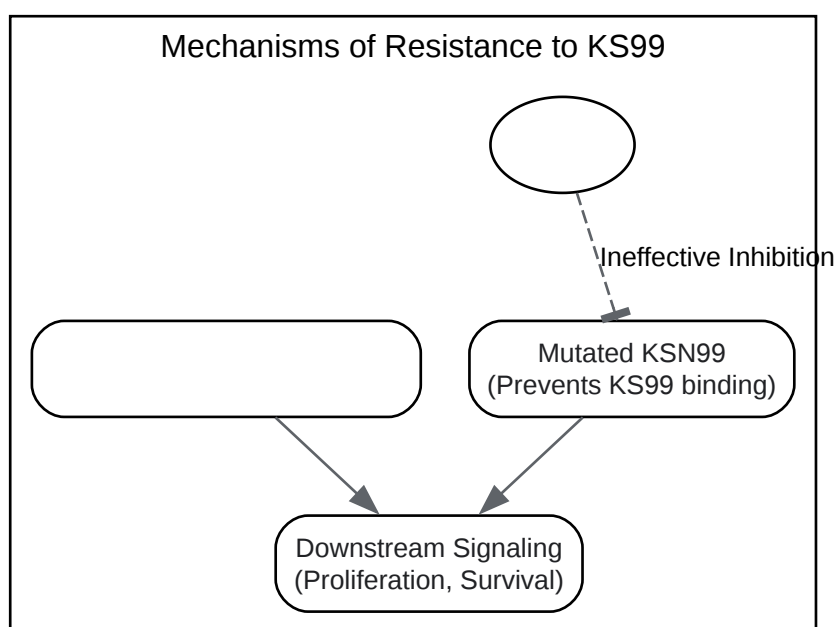 Mechanisms of Resistance to KS99
Ineffective Inhibition
Mutated KSN99
(Prevents KS99 binding)
Downstream Signaling
(Proliferation, Survival)